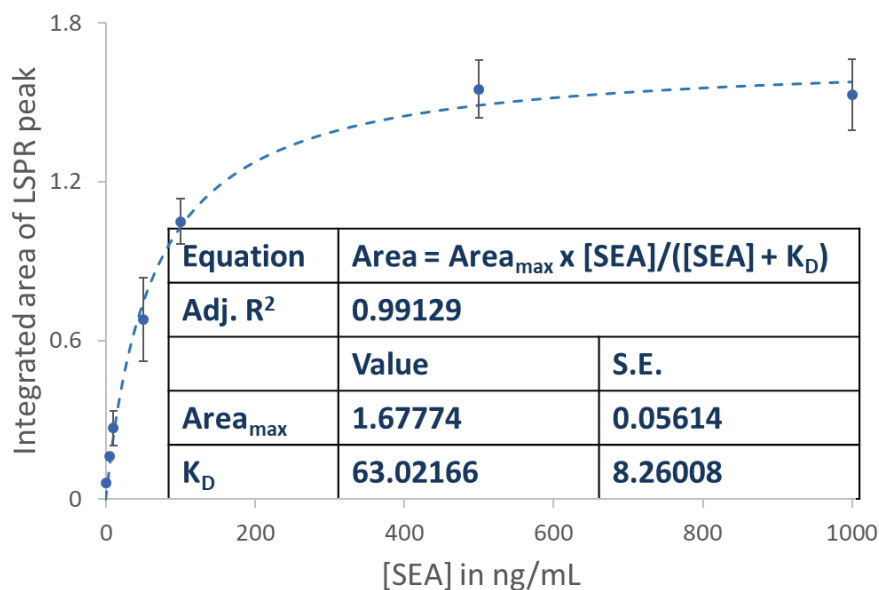 Integrated area of LSPR peak
1.8
1.2
0.6
0
Equation Area = Areamax x [SEA]/([SEA] + KD)
Adj. R² 0.99129
Value S.E.
Areamax 1.67774 0.05614
KD 63.02166 8.26008
0 200 400 600 800 1000
[SEA] in ng/mL